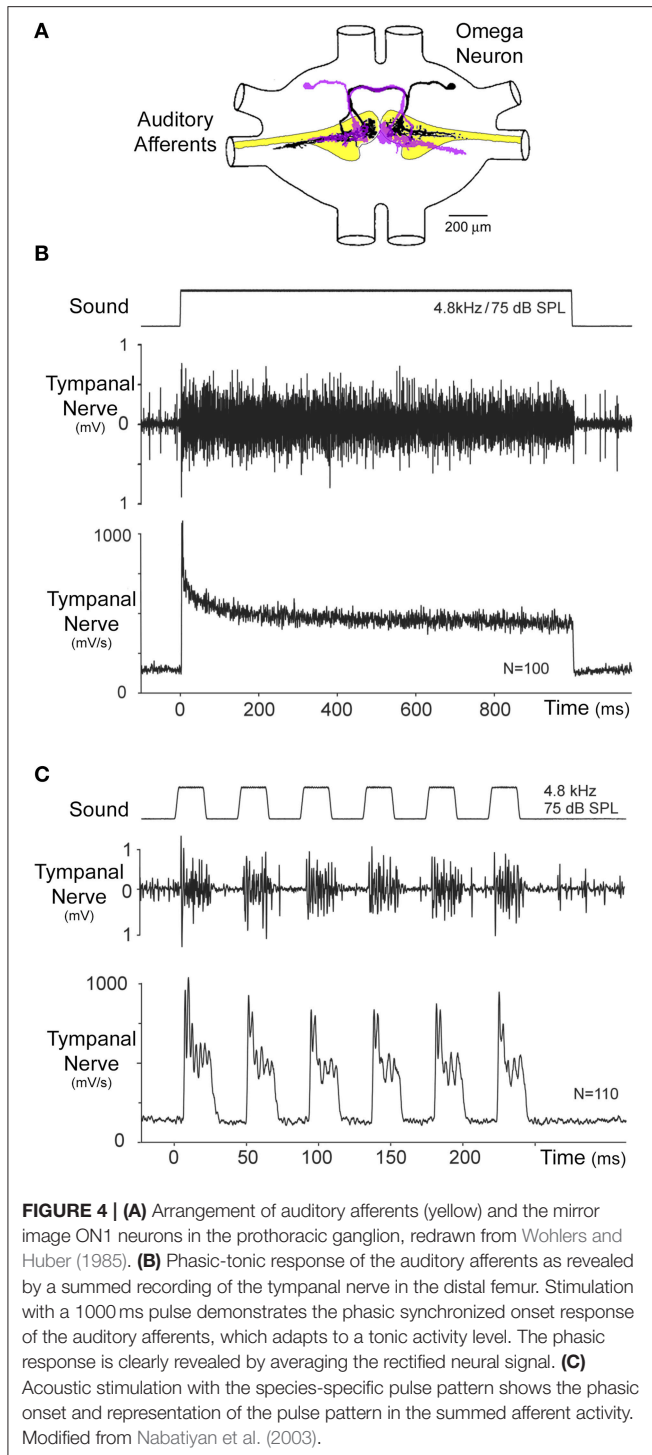 A
Omega
Neuron
Auditory
Afferents
200 µm
B
Sound
4.8kHz/75 dB SPL
1
Tympanal
Nerve
(mV)
0
1
1000
Tympanal
Nerve
(mV/s)
N=100
0
0 200 400 600 800 Time (ms)
C
Sound
4.8 kHz
75 dB SPL
1
Tympanal
Nerve
(mV)
0
1
1000
Tympanal
Nerve
(mV/s)
N=110
0
0 50 100 150 200 Time (ms)
FIGURE 4 | (A) Arrangement of auditory afferents (yellow) and the mirror
image ON1 neurons in the prothoracic ganglion, redrawn from Wohlers and
Huber (1985). (B) Phasic-tonic response of the auditory afferents as revealed
by a summed recording of the tympanal nerve in the distal femur. Stimulation
with a 1000 ms pulse demonstrates the phasic synchronized onset response
of the auditory afferents, which adapts to a tonic activity level. The phasic
response is clearly revealed by averaging the rectified neural signal. (C)
Acoustic stimulation with the species-specific pulse pattern shows the phasic
onset and representation of the pulse pattern in the summed afferent activity.
Modified from Nabatiyan et al. (2003).